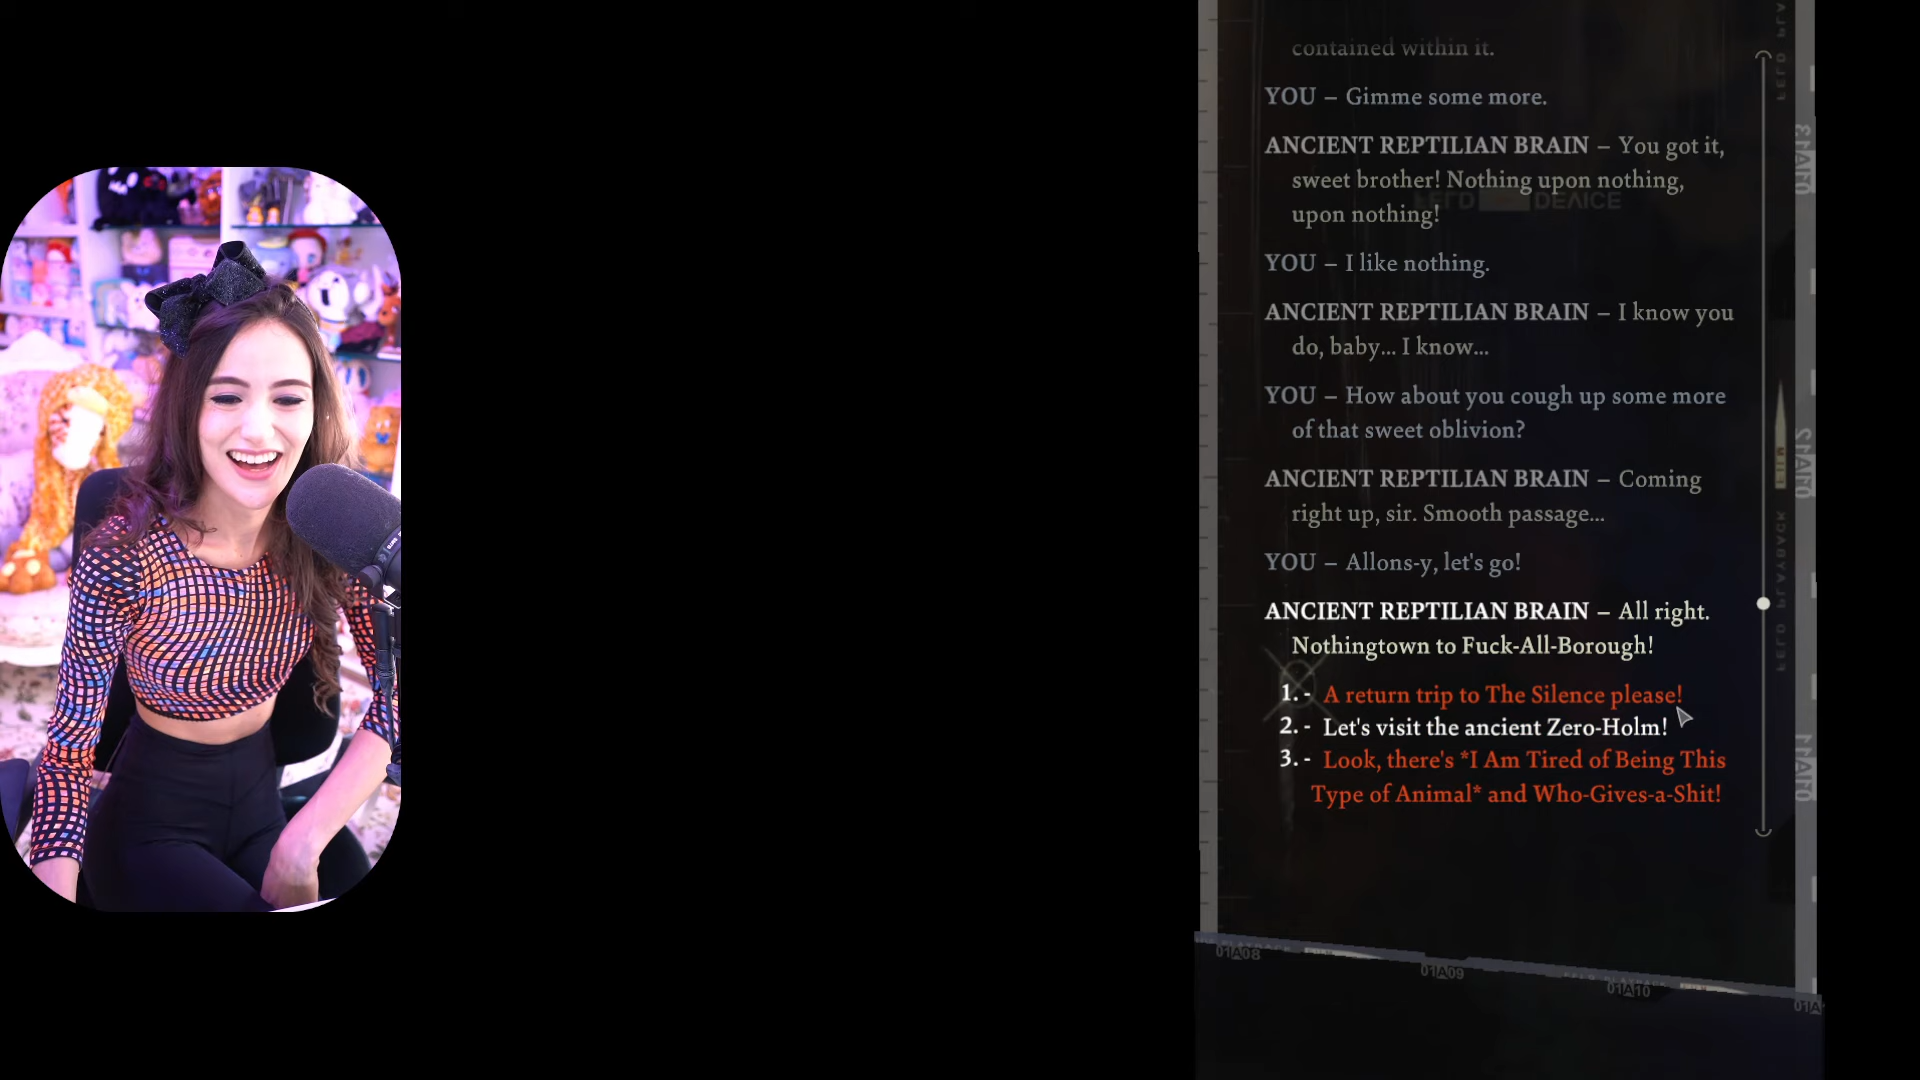 contained within it.
YOU – Gimme some more.
ANCIENT REPTILIAN BRAIN – You got it,
sweet brother! Nothing upon nothing,
upon nothing!
YOU – I like nothing.
ANCIENT REPTILIAN BRAIN – I know you
do, baby... I know...
YOU – How about you cough up some more
of that sweet oblivion?
ANCIENT REPTILIAN BRAIN – Coming
right up, sir. Smooth passage...
YOU – Allons-y, let's go!
ANCIENT REPTILIAN BRAIN – All right.
Nothingtown to Fuck-All-Borough!
1. - A return trip to The Silence please!
2. - Let's visit the ancient Zero-Holm!
3. - Look, there's *I Am Tired of Being This
Type of Animal* and Who-Gives-a-Shit!
01A08
01A09
01A10